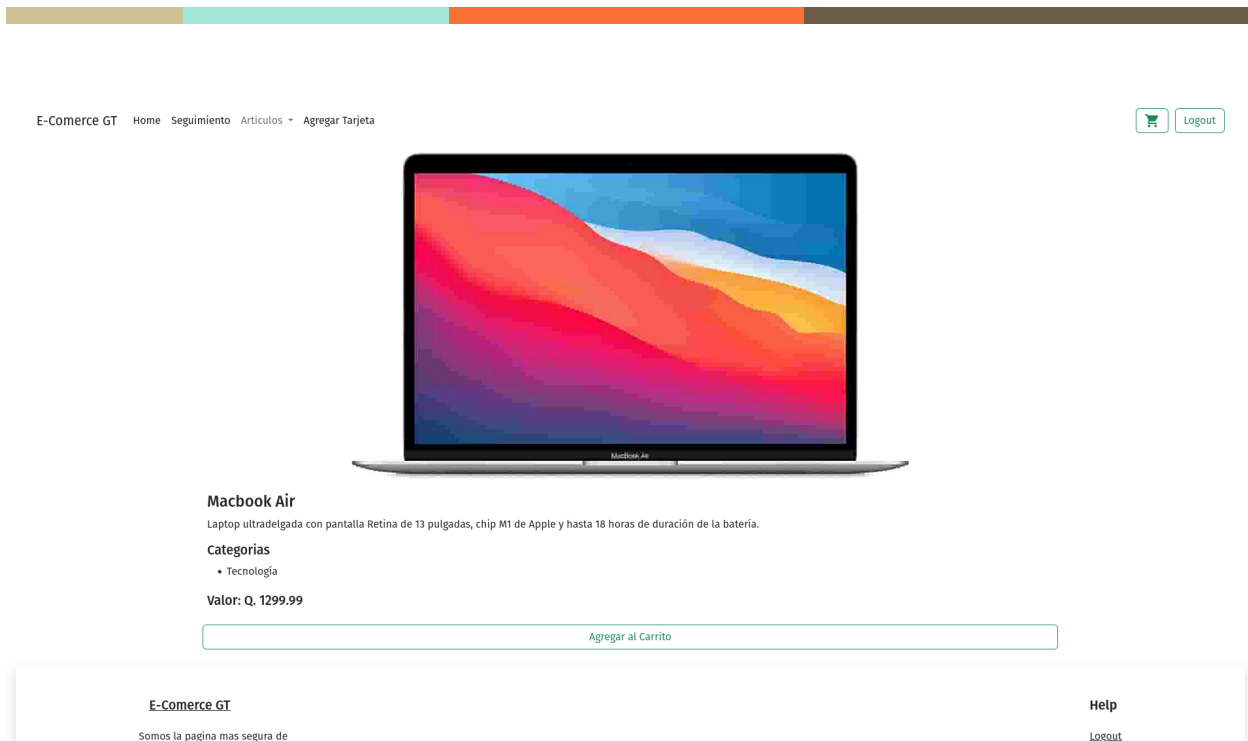 E-Comerce GT Home Seguimiento Articulos Agregar Tarjeta Logout
MacBook Air
Macbook Air
Laptop ultradelgada con pantalla Retina de 13 pulgadas, chip M1 de Apple y hasta 18 horas de duración de la batería.
Categorias
• Tecnología
Valor: Q. 1299.99
Agregar al Carrito
E-Comerce GT Help
Somos la pagina mas segura de Logout